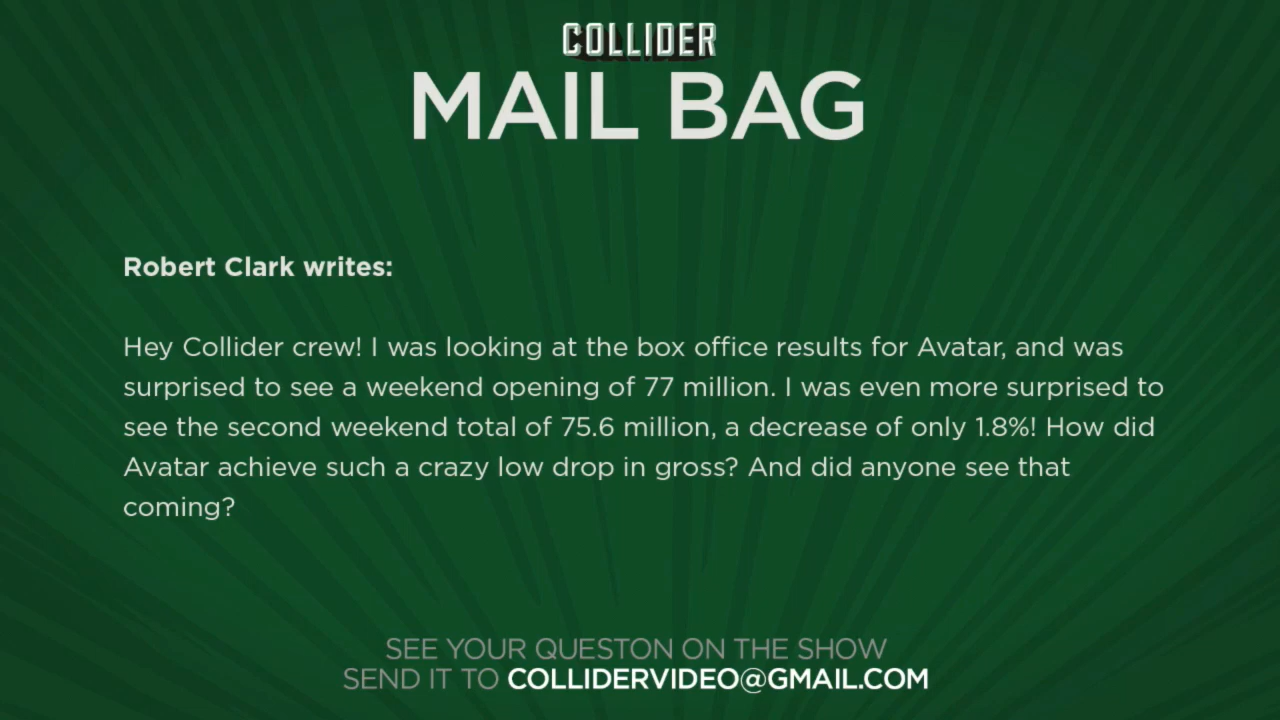 COLLIDER
MAIL BAG
Robert Clark writes:
Hey Collider crew! I was looking at the box office results for Avatar, and was
surprised to see a weekend opening of 77 million. I was even more surprised to
see the second weekend total of 75.6 million, a decrease of only 1.8%! How did
Avatar achieve such a crazy low drop in gross? And did anyone see that
coming?
SEE YOUR QUESTON ON THE SHOW
SEND IT TO COLLIDERVIDEO@GMAIL.COM